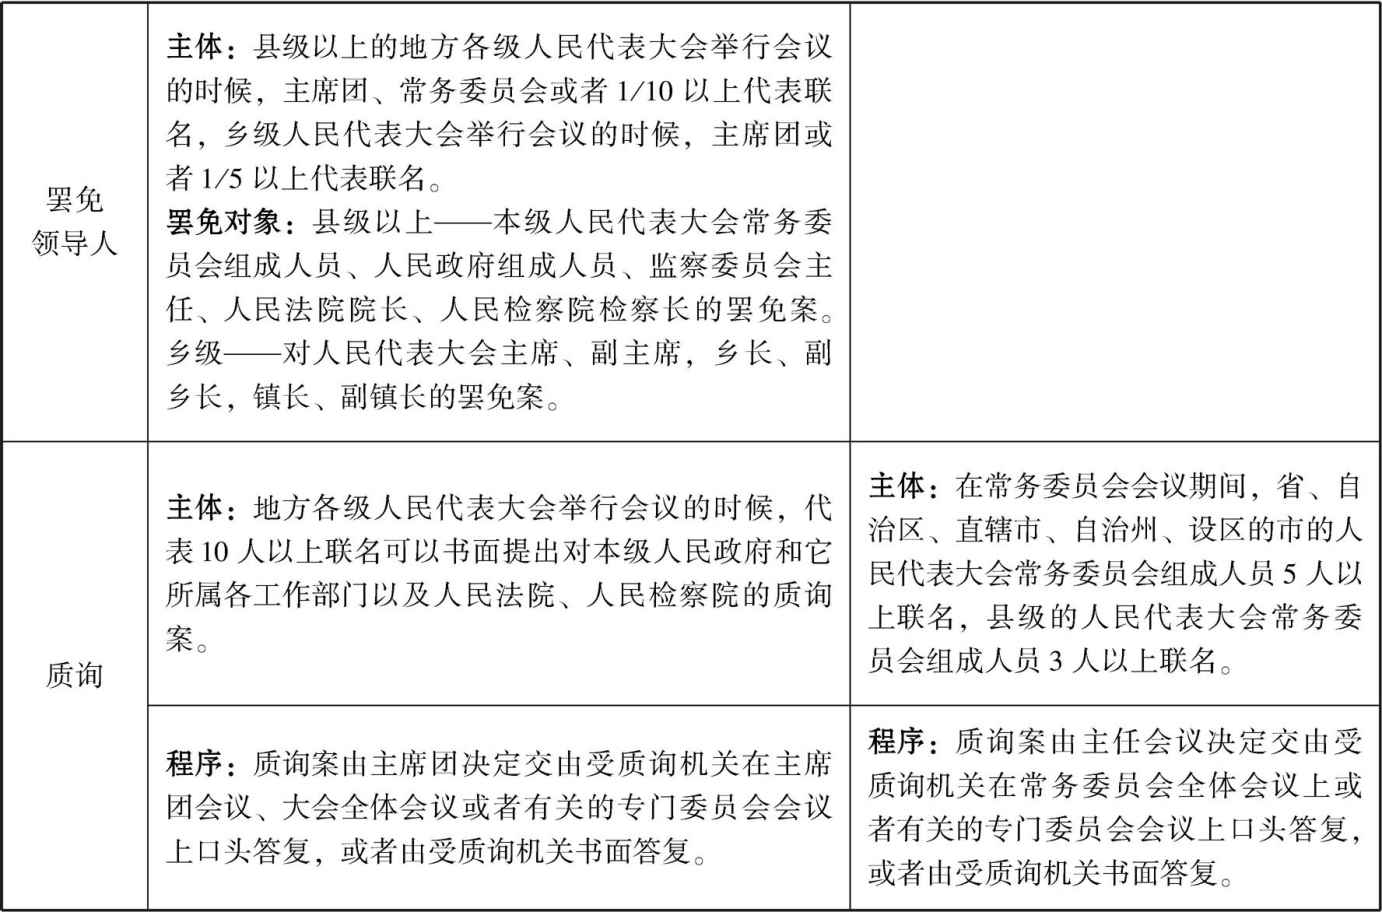 罢免
领导人
主体：县级以上的地方各级人民代表大会举行会议
的时候，主席团、常务委员会或者 1/10 以上代表联
名，乡级人民代表大会举行会议的时候，主席团或
者 1/5 以上代表联名。
罢免对象：县级以上——本级人民代表大会常务委
员会组成人员、人民政府组成人员、监察委员会主
任、人民法院院长、人民检察院检察长的罢免案。
乡级——对人民代表大会主席、副主席，乡长、副
乡长，镇长、副镇长的罢免案。
质询
主体：地方各级人民代表大会举行会议的时候，代
表 10 人以上联名可以书面提出对本级人民政府和它
所属各工作部门以及人民法院、人民检察院的质询
案。
主体：在常务委员会会议期间，省、自
治区、直辖市、自治州、设区的市的人
民代表大会常务委员会组成人员 5 人以
上联名，县级的人民代表大会常务委
员会组成人员 3 人以上联名。
程序：质询案由主席团决定交由受质询机关在主席
团会议、大会全体会议或者有关的专门委员会会议
上口头答复，或者由受质询机关书面答复。
程序：质询案由主任会议决定交由受
质询机关在常务委员会全体会议上或
者有关的专门委员会会议上口头答复，
或者由受质询机关书面答复。